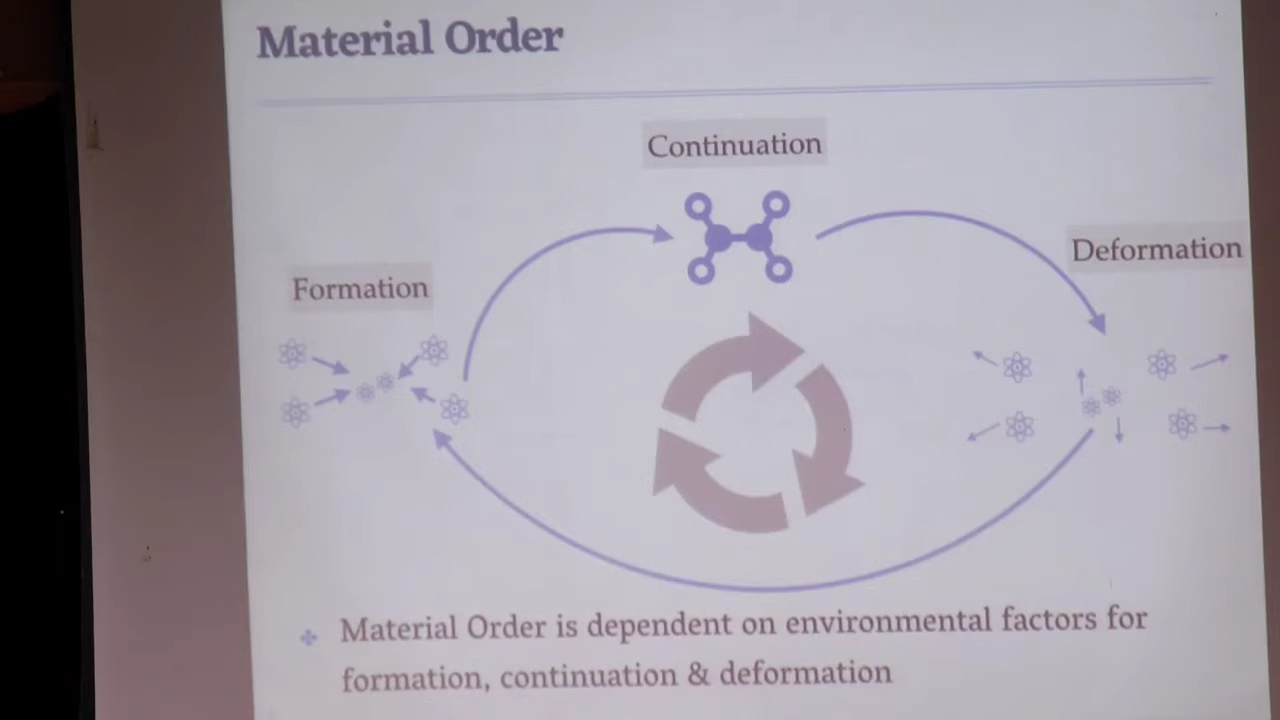 Material Order
Continuation
Deformation
Formation
Material Order is dependent on environmental factors for
formation, continuation & deformation